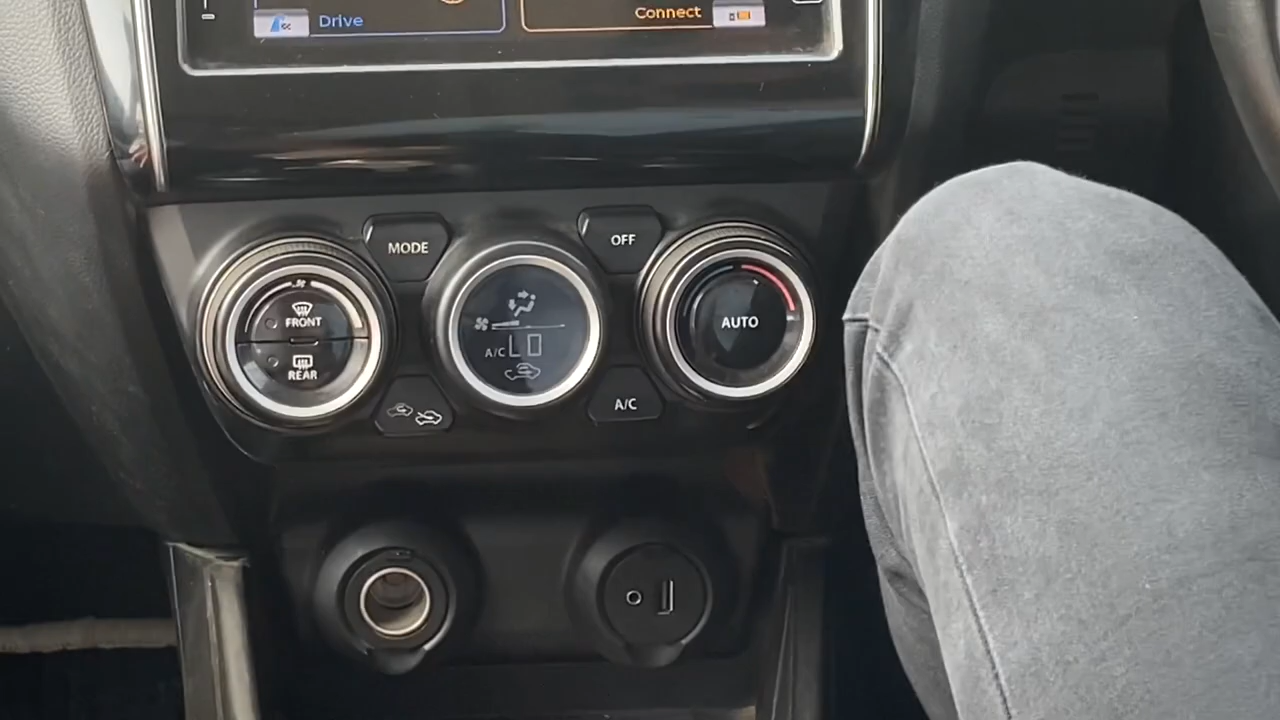 Drive
Connect
MODE
OFF
FRONT
REAR
A/C LO
AUTO
A/C